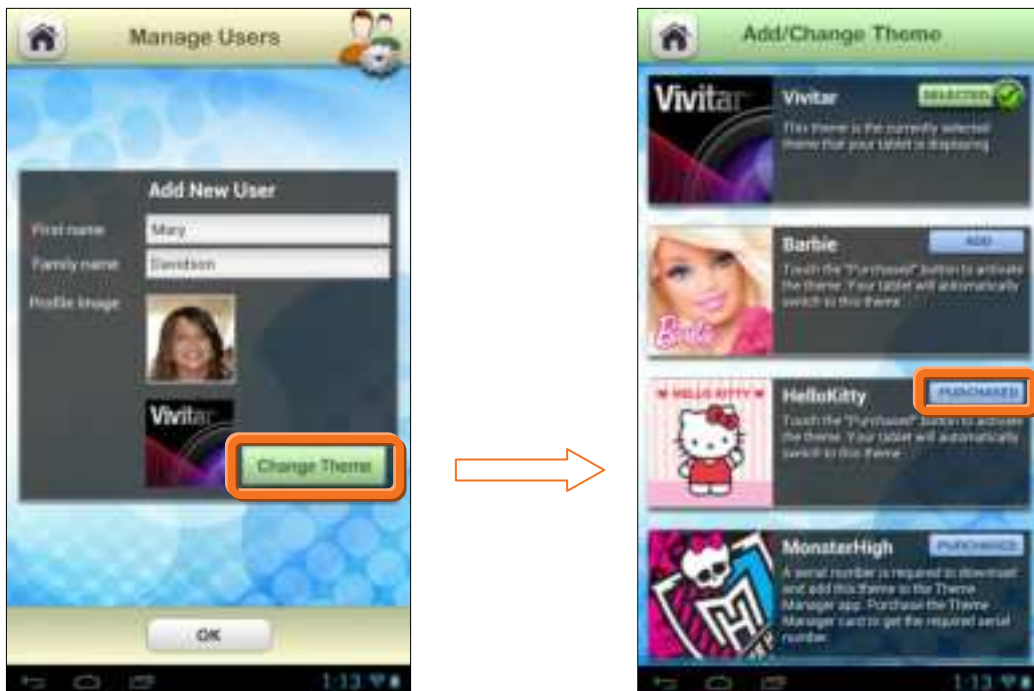 Manage Users
Add New User
First name
Mary
Family name
Davidson
Profile image
Vivitar
Change Theme
OK
1:13
Add/Change Theme
Vivitar
Vivitar
SELECTED
This theme is the currently selected
theme that your tablet is displaying
Barbie
Barbie
ADD
Touch the "Purchased" button to activate
the theme. Your tablet will automatically
switch to this theme.
HELLO KITTY
HelloKitty
PURCHASED
Touch the "Purchased" button to activate
the theme. Your tablet will automatically
switch to this theme.
MonsterHigh
PURCHASED
A serial number is required to download
and add this theme to the Theme
Manager app. Purchase the Theme
Manager card to get the required serial
number.
1:13